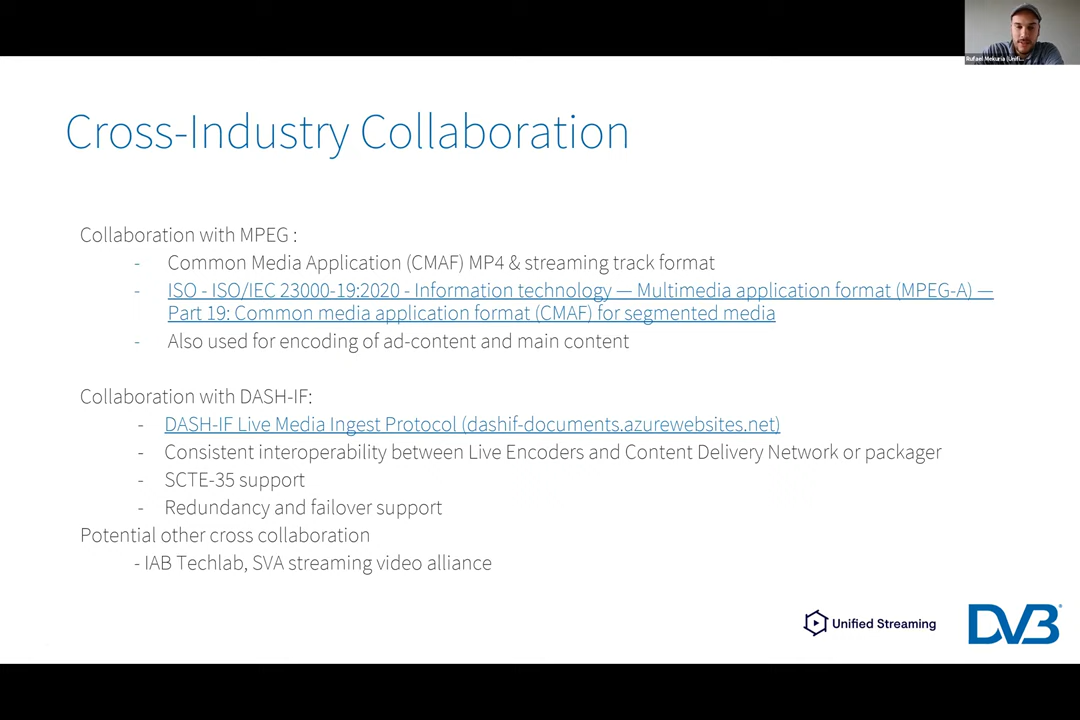 Rufael Mekuria (Unifi...
Cross-Industry Collaboration
Collaboration with MPEG :
- Common Media Application (CMAF) MP4 & streaming track format
- ISO - ISO/IEC 23000-19:2020 - Information technology — Multimedia application format (MPEG-A) —
Part 19: Common media application format (CMAF) for segmented media
- Also used for encoding of ad-content and main content
Collaboration with DASH-IF:
- DASH-IF Live Media Ingest Protocol (dashif-documents.azurewebsites.net)
- Consistent interoperability between Live Encoders and Content Delivery Network or packager
- SCTE-35 support
- Redundancy and failover support
Potential other cross collaboration
- IAB Techlab, SVA streaming video alliance
Unified Streaming
DVB